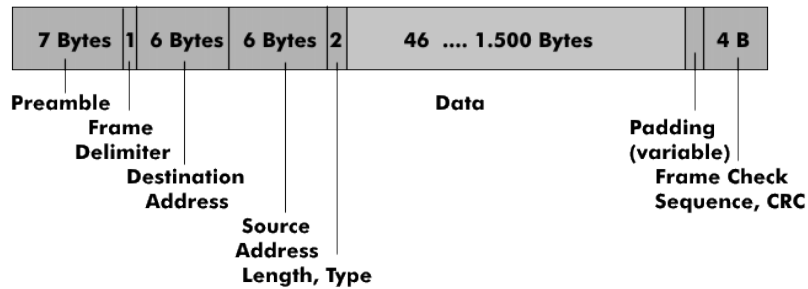 7 Bytes 1 6 Bytes 6 Bytes 2 46 .... 1.500 Bytes 4 B
Preamble
Data
Frame
Delimiter
Destination
Address
Source
Address
Length, Type
Padding
(variable)
Frame Check
Sequence, CRC